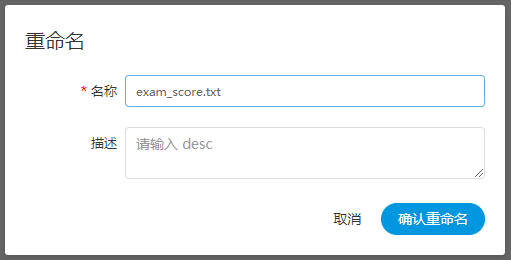 重命名
* 名称 exam_score.txt
描述 请输入 desc
取消 确认重命名